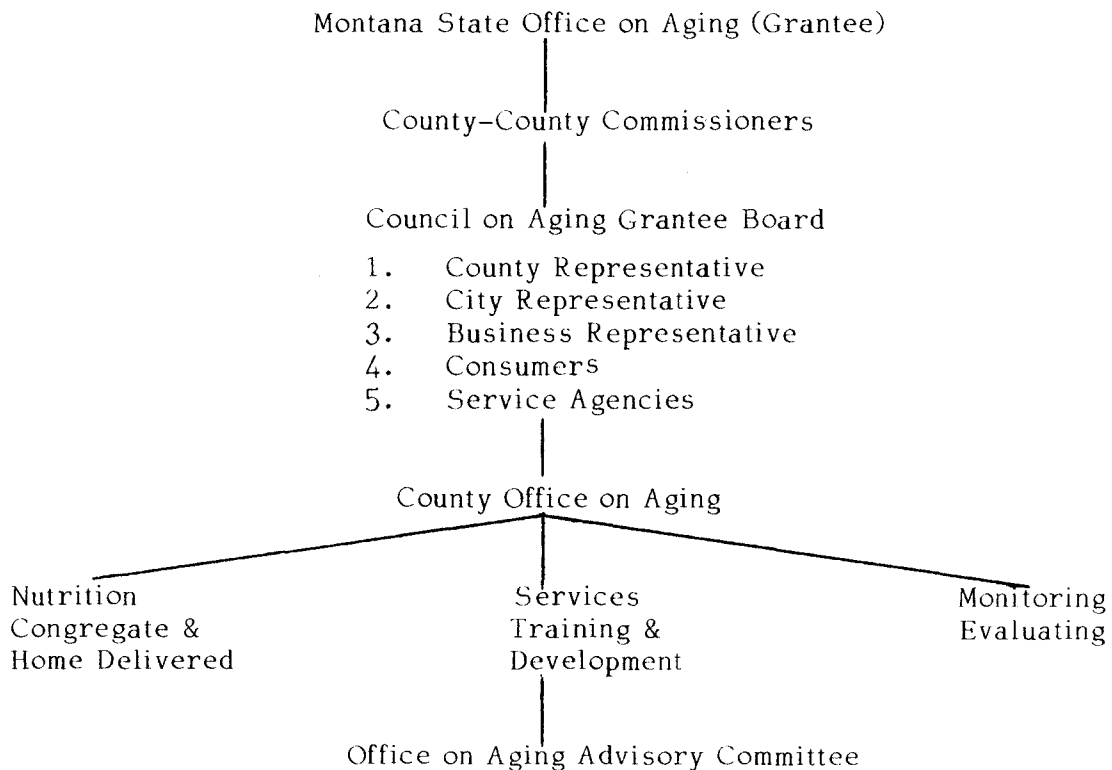 Montana State Office on Aging (Grantee)
County-County Commissioners
Council on Aging Grantee Board
1. County Representative
2. City Representative
3. Business Representative
4. Consumers
5. Service Agencies
County Office on Aging
Nutrition
Congregate &
Home Delivered
Services
Training &
Development
Monitoring
Evaluating
Office on Aging Advisory Committee